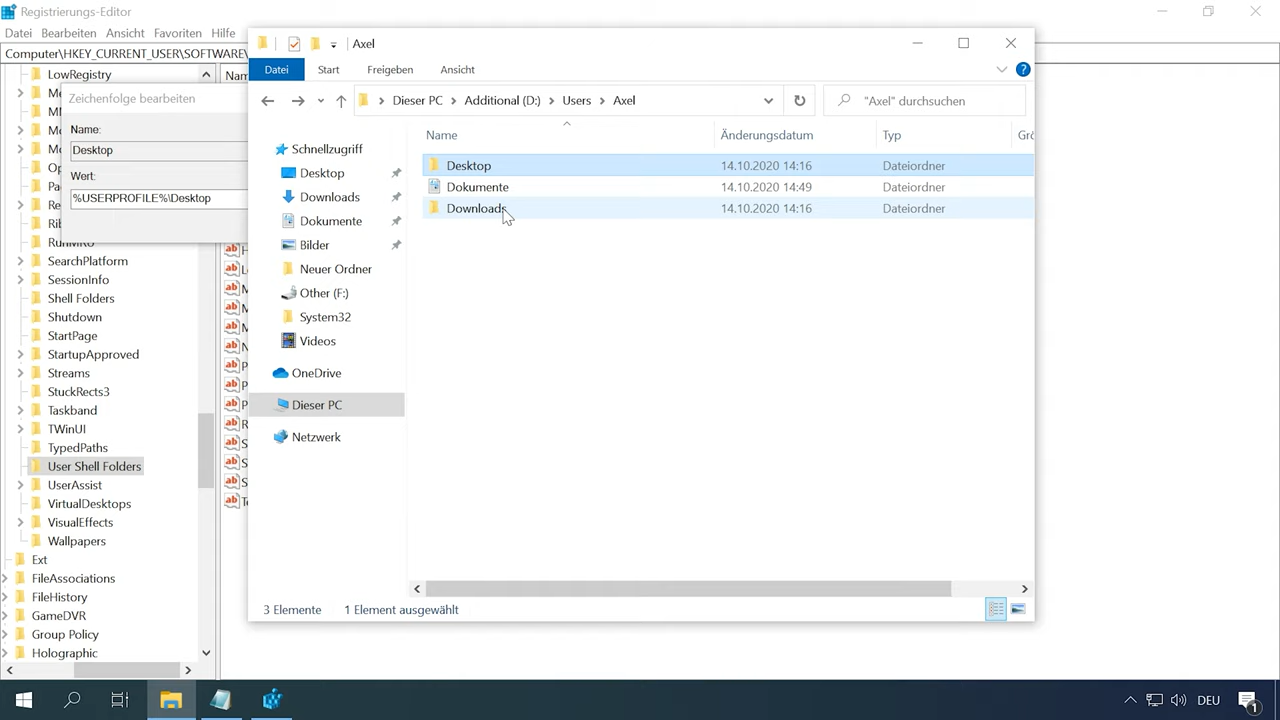 Registrierungs-Editor
Datei Bearbeiten Ansicht Favoriten Hilfe
Computer\HKEY_CURRENT_USER\SOFTWARE\
LowRegistry
Zeichenfolge bearbeiten
Name:
Desktop
Wert:
%USERPROFILE%\Desktop
SearchPlatform
SessionInfo
Shell Folders
Shutdown
StartPage
StartupApproved
Streams
StuckRects3
Taskband
TWinUI
TypedPaths
User Shell Folders
UserAssist
VirtualDesktops
VisualEffects
Wallpapers
Ext
FileAssociations
FileHistory
GameDVR
Group Policy
Holographic
Axel
Datei Start Freigeben Ansicht
Dieser PC Additional (D:) Users Axel
"Axel" durchsuchen
Schnellzugriff
Desktop
Downloads
Dokumente
Bilder
Neuer Ordner
Other (F:)
System32
Videos
OneDrive
Dieser PC
Netzwerk
Name Änderungsdatum Typ Grö
Desktop 14.10.2020 14:16 Dateiordner
Dokumente 14.10.2020 14:49 Dateiordner
Downloads 14.10.2020 14:16 Dateiordner
3 Elemente 1 Element ausgewählt
DEU
1